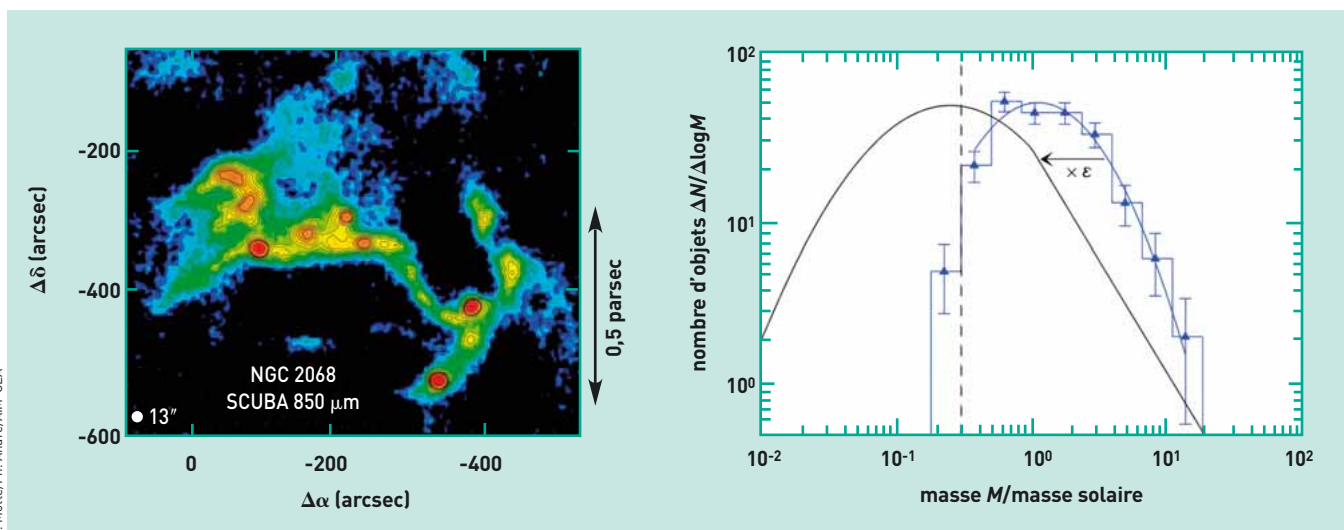 Δδ (arcsec)
-200
-400
-600
NGC 2068
SCUBA 850 μm
13″
0
-200
-400
Δα (arcsec)
0,5 parsec
nombre d'objets ΔN/ΔlogM
10²
10¹
10⁰
× ε
10⁻²
10⁻¹
10⁰
10¹
10²
masse M/masse solaire